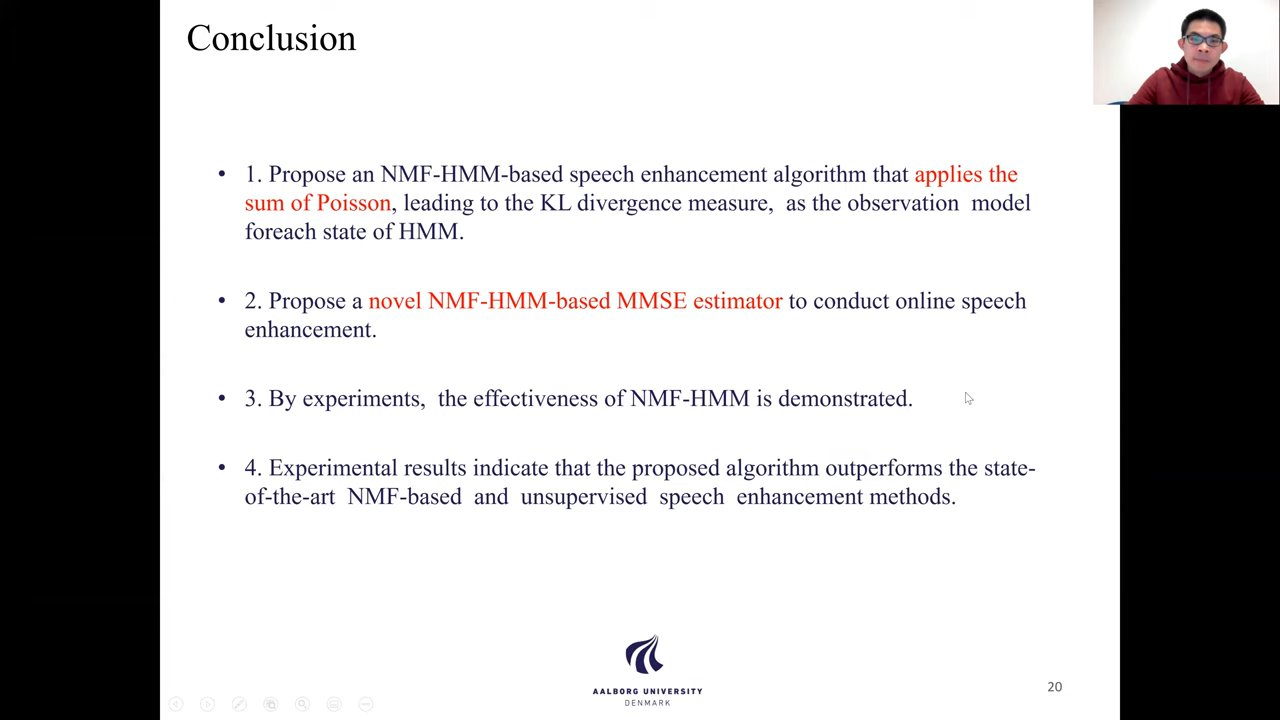 Conclusion
• 1. Propose an NMF-HMM-based speech enhancement algorithm that applies the
sum of Poisson, leading to the KL divergence measure, as the observation model
foreach state of HMM.
• 2. Propose a novel NMF-HMM-based MMSE estimator to conduct online speech
enhancement.
• 3. By experiments, the effectiveness of NMF-HMM is demonstrated.
• 4. Experimental results indicate that the proposed algorithm outperforms the state-
of-the-art NMF-based and unsupervised speech enhancement methods.
AALBORG UNIVERSITY
DENMARK
20